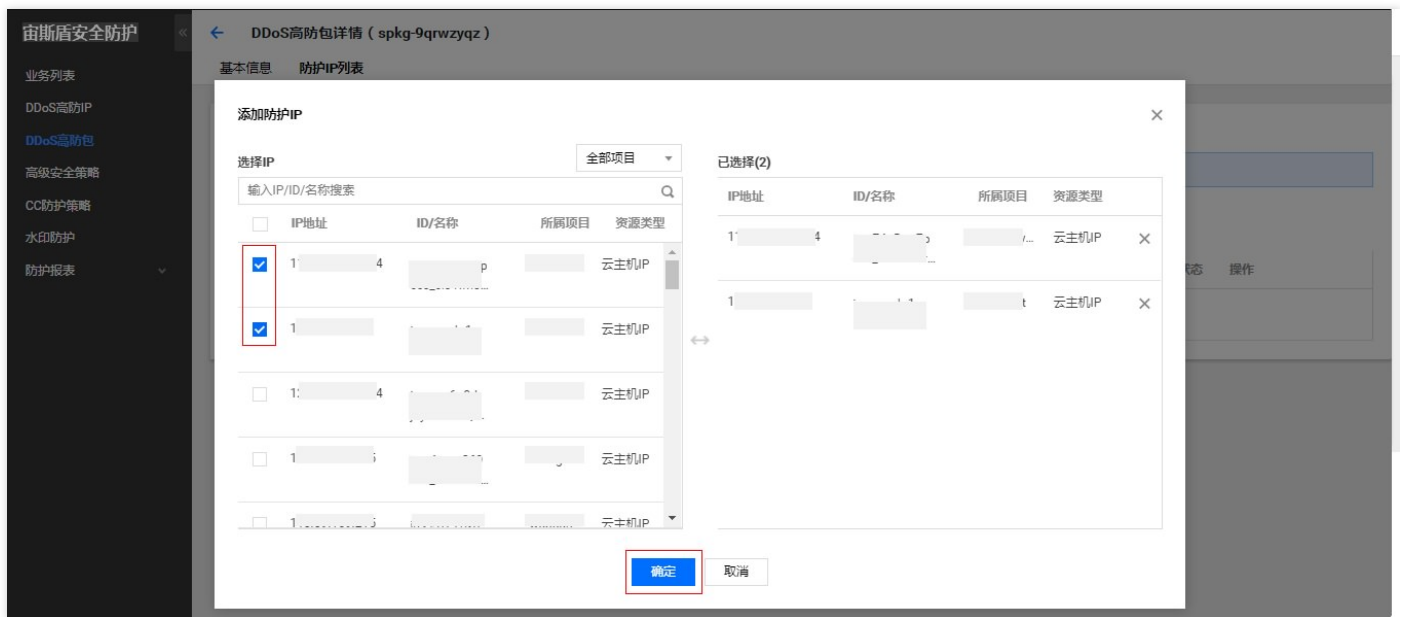 宙斯盾安全防护
业务列表
DDoS高防IP
DDoS高防包
高级安全策略
CC防护策略
水印防护
防护报表
DDoS高防包详情 ( spkg-9qrwzyqz )
基本信息 防护IP列表
添加防护IP
选择IP
全部项目
输入IP/ID/名称搜索
IP地址 ID/名称 所属项目 资源类型
云主机IP
云主机IP
云主机IP
云主机IP
云主机IP
已选择(2)
IP地址 ID/名称 所属项目 资源类型
云主机IP
云主机IP
操作
确定 取消